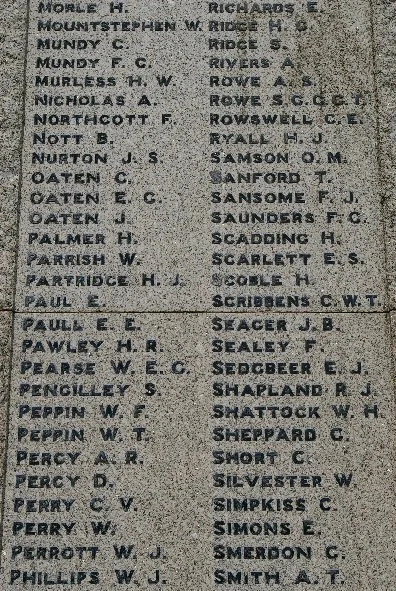 MORLE H.
MOUNTSTEPHEN W.
MUNDY C.
MUNDY F. C.
MURLESS H. W.
NICHOLAS A.
NORTHCOTT F.
NOTT B.
NURTON J. S.
OATEN C.
OATEN E. G.
OATEN J.
PALMER H.
PARRISH W.
PARTRIDGE H. J.
PAUL E.
PAULL E. E.
PAWLEY H. R.
PEARSE W. E. G.
PENGILLEY S.
PEPPIN W. F.
PEPPIN W. T.
PERCY A. R.
PERCY D.
PERRY C. V.
PERRY W.
PERROTT W. J.
PHILLIPS W. J.
RICHARDS E.
RIDGE H. G.
RIDGE S.
RIVERS A.
ROWE A. S.
ROWE S.G.C.C.T.
ROWSWELL C. E.
RYALL H. J.
SAMSON O. M.
SANFORD T.
SANSOME F. J.
SAUNDERS F. G.
SCADDING H.
SCARLETT E. S.
SCOBLE H.
SCRIBBENS C. W. T.
SEAGER J. B.
SEALEY F.
SEDGBEER E. J.
SHAPLAND R. J.
SHATTOCK W. H.
SHEPPARD G.
SHORT C.
SILVESTER W.
SIMPKISS C.
SIMONS E.
SMERDON C.
SMITH A. T.